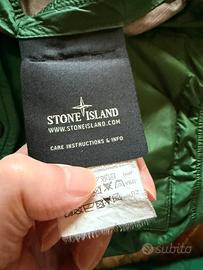 STONE ISLAND
WWW.STONEISLAND.COM
CARE INSTRUCTIONS & INFO
subito